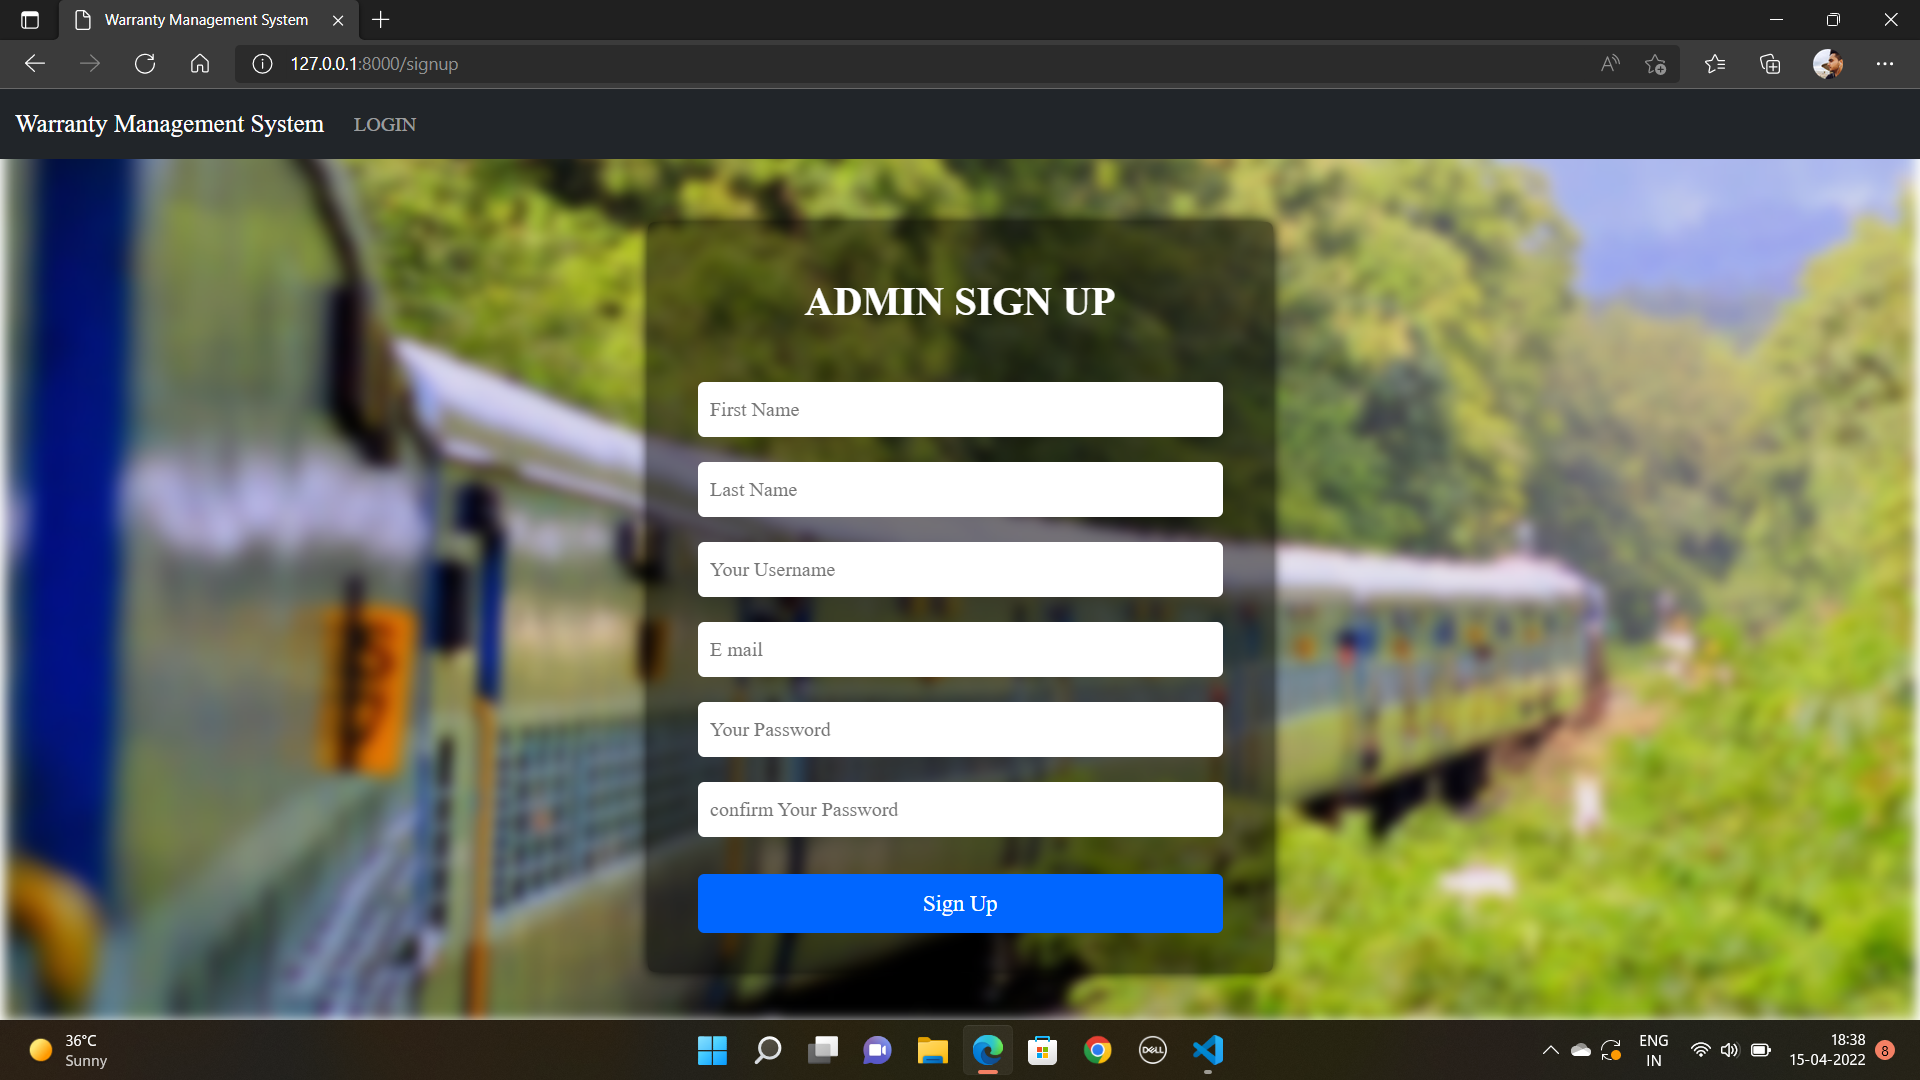 Warranty Management System
127.0.0.1:8000/signup
Warranty Management System LOGIN
ADMIN SIGN UP
First Name
Last Name
Your Username
E mail
Your Password
confirm Your Password
Sign Up
36°C
Sunny
DELL
ENG
IN
18:38
15-04-2022
8